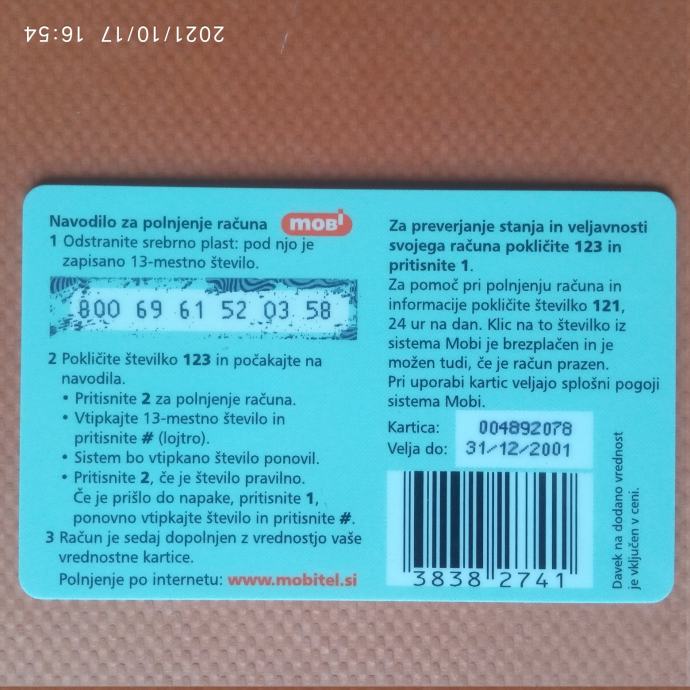 2021/10/17 16:54
Navodilo za polnjenje računa
MOBI
1 Odstranite srebrno plast: pod njo je
zapisano 13-mestno število.
800 69 61 52 03 58
2 Pokličite številko 123 in počakajte na
navodila.
• Pritisnite 2 za polnjenje računa.
• Vtipkajte 13-mestno število in
pritisnite # (lojtro).
• Sistem bo vtipkano število ponovil.
• Pritisnite 2, če je število pravilno.
Če je prišlo do napake, pritisnite 1,
ponovno vtipkajte število in pritisnite #.
3 Račun je sedaj dopolnjen z vrednostjo vaše
vrednostne kartice.
Polnjenje po internetu: www.mobitel.si
Za preverjanje stanja in veljavnosti
svojega računa pokličite 123 in
pritisnite 1.
Za pomoč pri polnjenju računa in
informacije pokličite številko 121,
24 ur na dan. Klic na to številko iz
sistema Mobi je brezplačen in je
možen tudi, če je račun prazen.
Pri uporabi kartic veljajo splošni pogoji
sistema Mobi.
Kartica: 004892078
Velja do: 31/12/2001
3838 2741
Davek na dodano vrednost
je vključen v ceni.